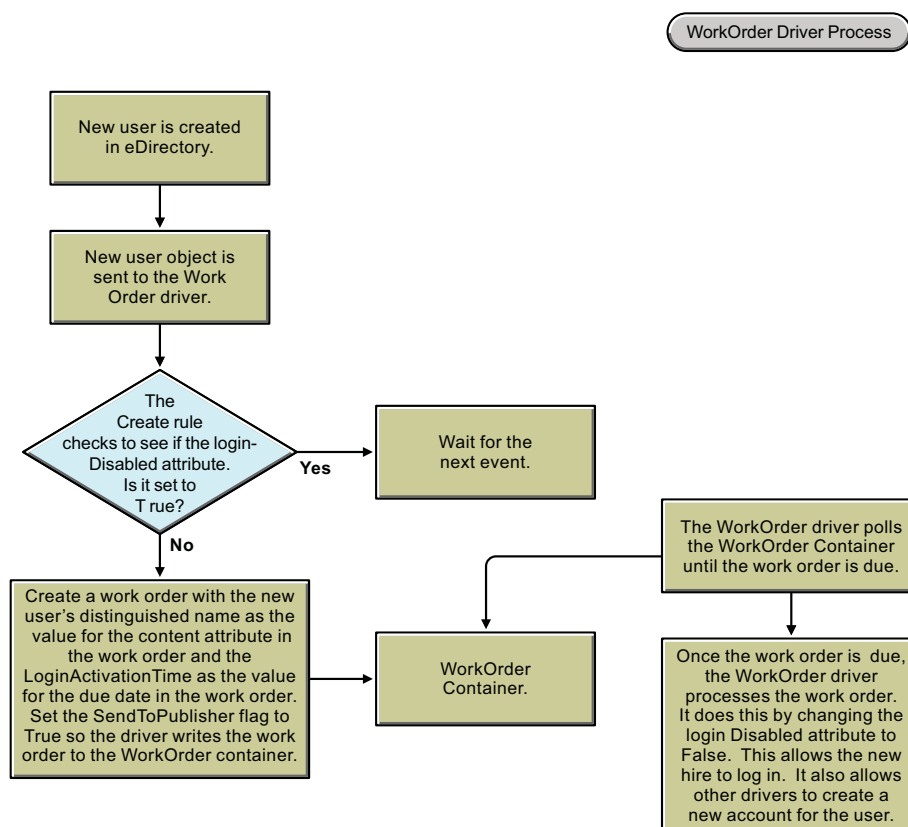 WorkOrder Driver Process
New user is created
in eDirectory.
New user object is
sent to the Work
Order driver.
The
Create rule
checks to see if the login-
Disabled attribute.
Is it set to
T rue?
Yes
Wait for the
next event.
No
Create a work order with the new
user's distinguished name as the
value for the content attribute in
the work order and the
LoginActivationTime as the value
for the due date in the work order.
Set the SendToPublisher flag to
True so the driver writes the work
order to the WorkOrder container.
WorkOrder
Container.
The WorkOrder driver polls
the WorkOrder Container
until the work order is due.
Once the work order is  due,
the WorkOrder driver
processes the work order.
It does this by changing the
login Disabled attribute to
False.  This allows the new
hire to log in.  It also allows
other drivers to create a
new account for the user.